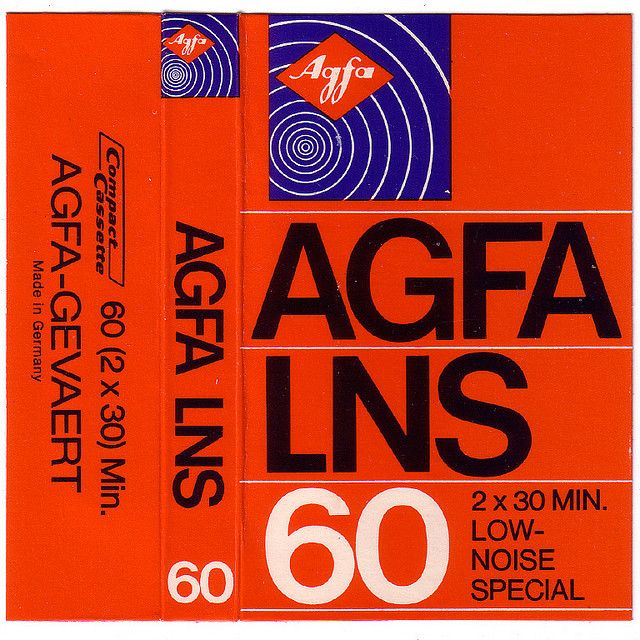 Compact
Cassette
60 (2 x 30) Min.
AGFA-GEVAERT
Made in Germany
Agfa
AGFA LNS
60
Agfa
AGFA
LNS
60
2 x 30 MIN.
LOW-
NOISE
SPECIAL